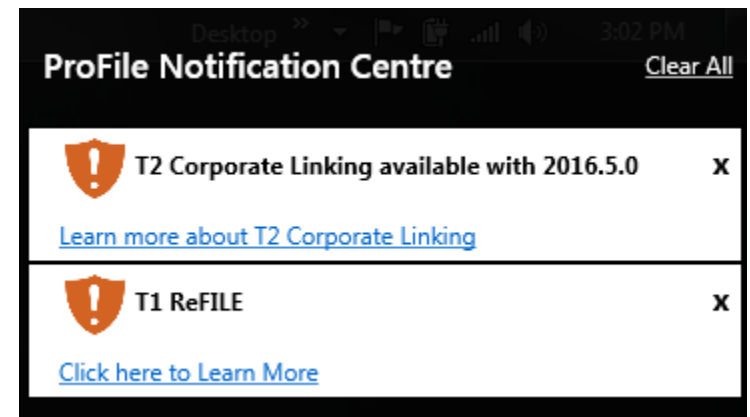 Desktop » 3:02 PM
ProFile Notification Centre Clear All
T2 Corporate Linking available with 2016.5.0 x
Learn more about T2 Corporate Linking
T1 ReFILE x
Click here to Learn More